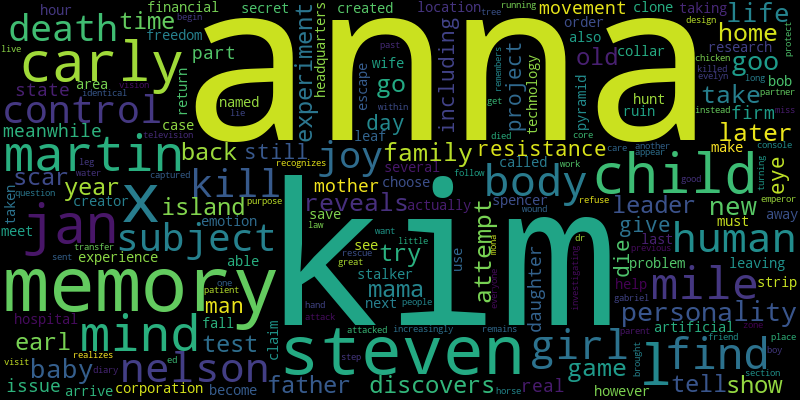 hour financial secret created location tree running begin
death time movement clone taking design
carly freedom part wife order old also collar life
live area headquarters including project home research protect
control state return named escape experiment go technology pyramid goo chicken killed evelyn long
anna
meanwhile case lie day past within get died core hunt ruin take bob partner
identical vision television leaf remembers instead miss firm
martin back still joy family resistance care another appear later
captured recognizes several called work make console
scar leg water x kill mother choose actually spencer body child eye turning
taken year creator purpose island reveals follow wound refuse good new emperor
jan question emotion save law attempt leader give last away previous
meet subject able want little try die human must
transfer experience see use dr problem leaving
memory sent patient great rescue stalker mama everyone mona investigating help mile strip
hospital one man next people daughter gabriel personality
mind fall test claim hand attack kim parent zone artificial
earl realizes attacked increasingly steven girl friend place
visit ed remains game brought l find boy
baby nelson step real tell show
issue diary arrive corporation become father discovers horse however section